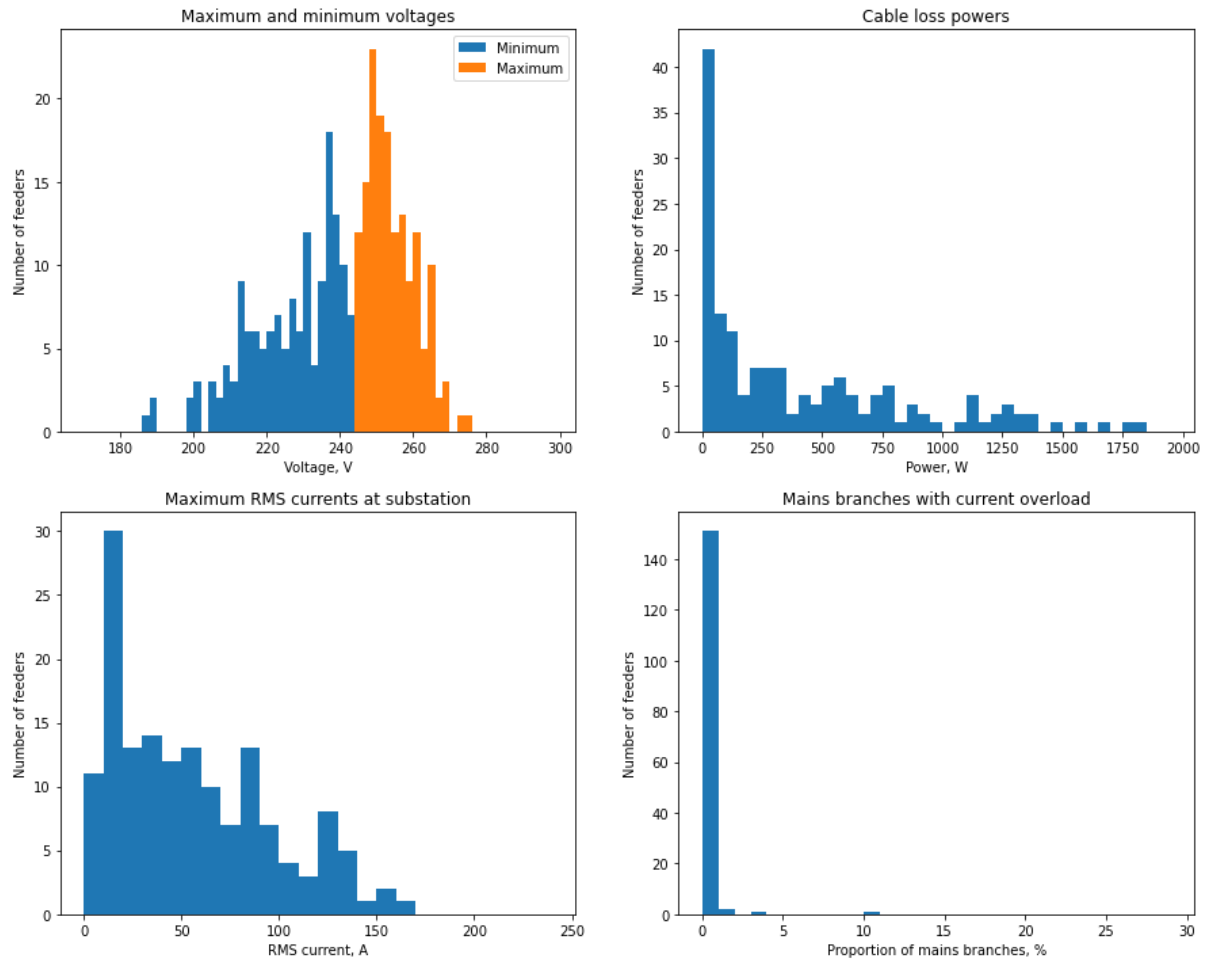 Maximum and minimum voltages
Minimum
Maximum
20
15
10
5
0
180 200 220 240 260 280 300
Voltage, V
Number of feeders
Cable loss powers
40
35
30
25
20
15
10
5
0
0 250 500 750 1000 1250 1500 1750 2000
Power, W
Number of feeders
Maximum RMS currents at substation
30
25
20
15
10
5
0
0 50 100 150 200 250
RMS current, A
Number of feeders
Mains branches with current overload
140
120
100
80
60
40
20
0
0 5 10 15 20 25 30
Proportion of mains branches, %
Number of feeders